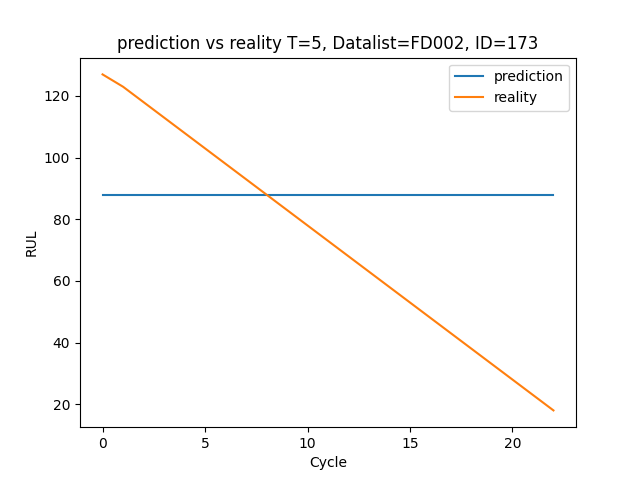 prediction vs reality T=5, Datalist=FD002, ID=173
prediction
reality
120
100
80
60
40
20
RUL
0
5
10
15
20
Cycle